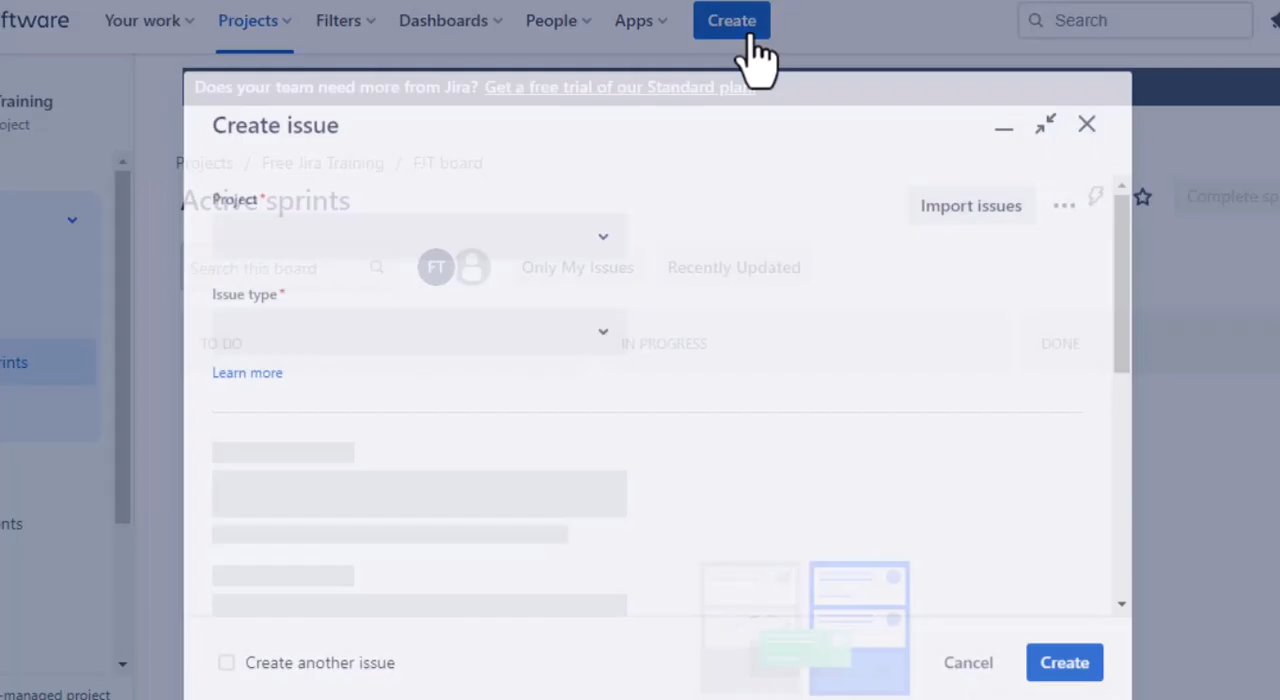 ftware Your work Projects Filters Dashboards People Apps Create Search
Does your team need more from Jira? Get a free trial of our Standard plan
raining
oject
Create issue
Projects / Free Jira Training / FJT board
Active sprints
Project *
Import issues
Complete sp
Search this board FT Only My Issues Recently Updated
Issue type *
TO DO IN PROGRESS DONE
rints
Learn more
nts
Create another issue Cancel Create
-managed project